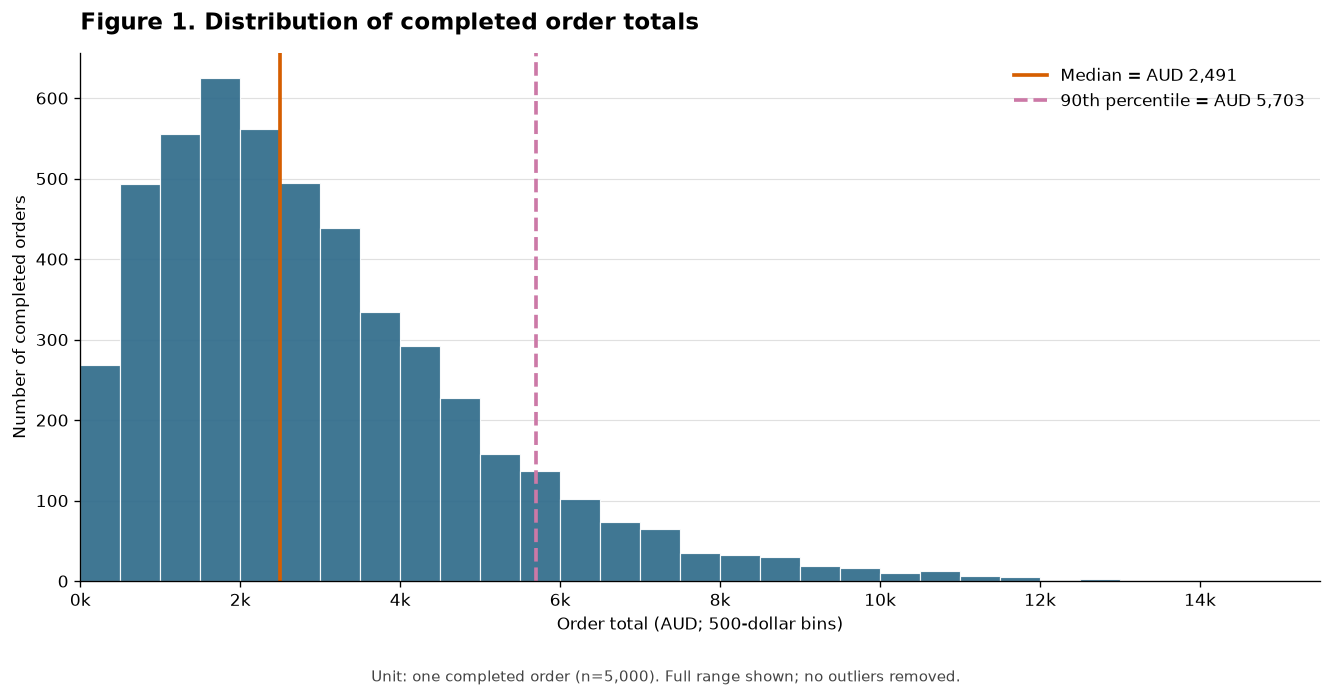 Figure 1. Distribution of completed order totals
Median = AUD 2,491
90th percentile = AUD 5,703
Number of completed orders
600
500
400
300
200
100
0
0k
2k
4k
6k
8k
10k
12k
14k
Order total (AUD; 500-dollar bins)
Unit: one completed order (n=5,000). Full range shown; no outliers removed.